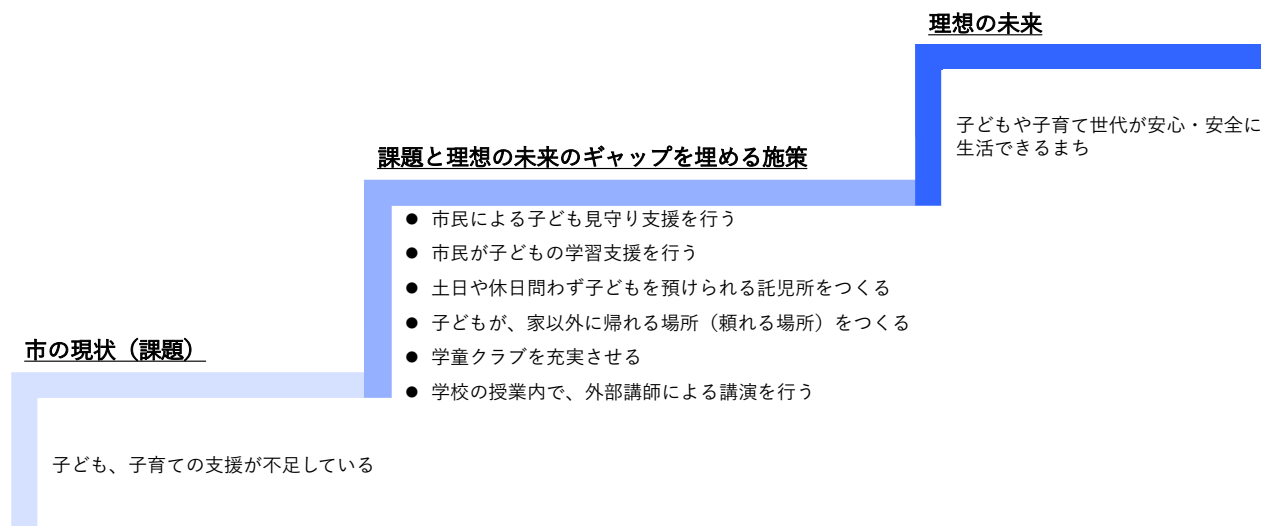 理想の未来
子どもや子育て世代が安心・安全に
生活できるまち
課題と理想の未来のギャップを埋める施策
● 市民による子ども見守り支援を行う
● 市民が子どもの学習支援を行う
● 土日や休日問わず子どもを預けられる託児所をつくる
● 子どもが、家以外に帰れる場所（頼れる場所）をつくる
● 学童クラブを充実させる
● 学校の授業内で、外部講師による講演を行う
市の現状（課題）
子ども、子育ての支援が不足している